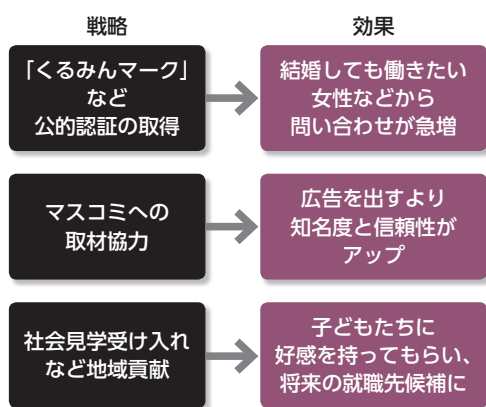 戦略
効果
「くるみんマーク」
など
公的認証の取得
結婚しても働きたい
女性などから
問い合わせが急増
マスコミへの
取材協力
広告を出すより
知名度と信頼性が
アップ
社会見学受け入れ
など地域貢献
子どもたちに
好感を持ってもらい、
将来の就職先候補に